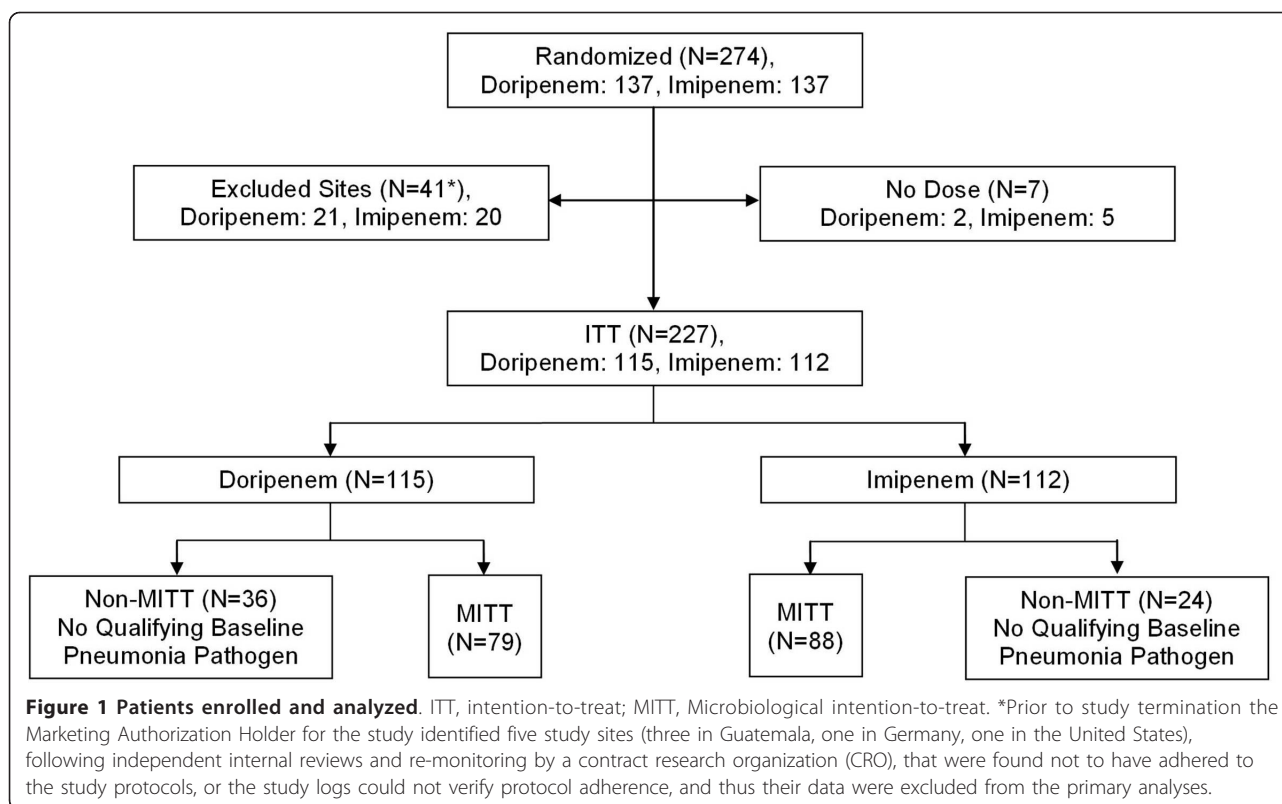 Randomized (N=274),
Doripenem: 137, Imipenem: 137
Excluded Sites (N=41*),
Doripenem: 21, Imipenem: 20
No Dose (N=7)
Doripenem: 2, Imipenem: 5
ITT (N=227),
Doripenem: 115, Imipenem: 112
Doripenem (N=115)
Imipenem (N=112)
Non-MITT (N=36)
No Qualifying Baseline
Pneumonia Pathogen
MITT
(N=79)
MITT
(N=88)
Non-MITT (N=24)
No Qualifying Baseline
Pneumonia Pathogen
Figure 1 Patients enrolled and analyzed. ITT, intention-to-treat; MITT, Microbiological intention-to-treat. *Prior to study termination the
Marketing Authorization Holder for the study identified five study sites (three in Guatemala, one in Germany, one in the United States),
following independent internal reviews and re-monitoring by a contract research organization (CRO), that were found not to have adhered to
the study protocols, or the study logs could not verify protocol adherence, and thus their data were excluded from the primary analyses.